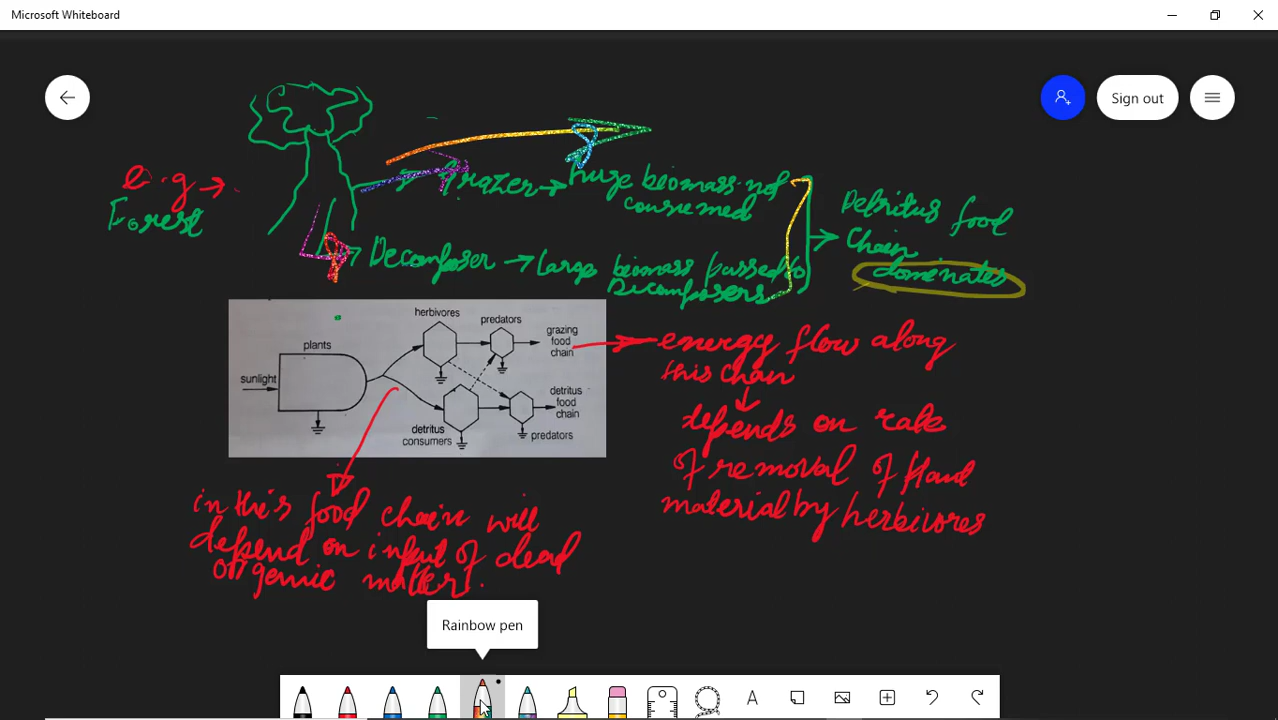 Microsoft Whiteboard
Sign out
e.g →
Forest
Grazer → huge biomass not
consumed
Decomposer → large biomass passed to
Decomposers
Detritus food
Chain
dominates
herbivores
predators
plants
grazing
food
chain
sunlight
detritus
food
chain
detritus
consumers
predators
energy flow along
this chain
depends on rate
of removal of plant
material by herbivores
in this food chain will
depend on input of dead
organic matter.
Rainbow pen
A